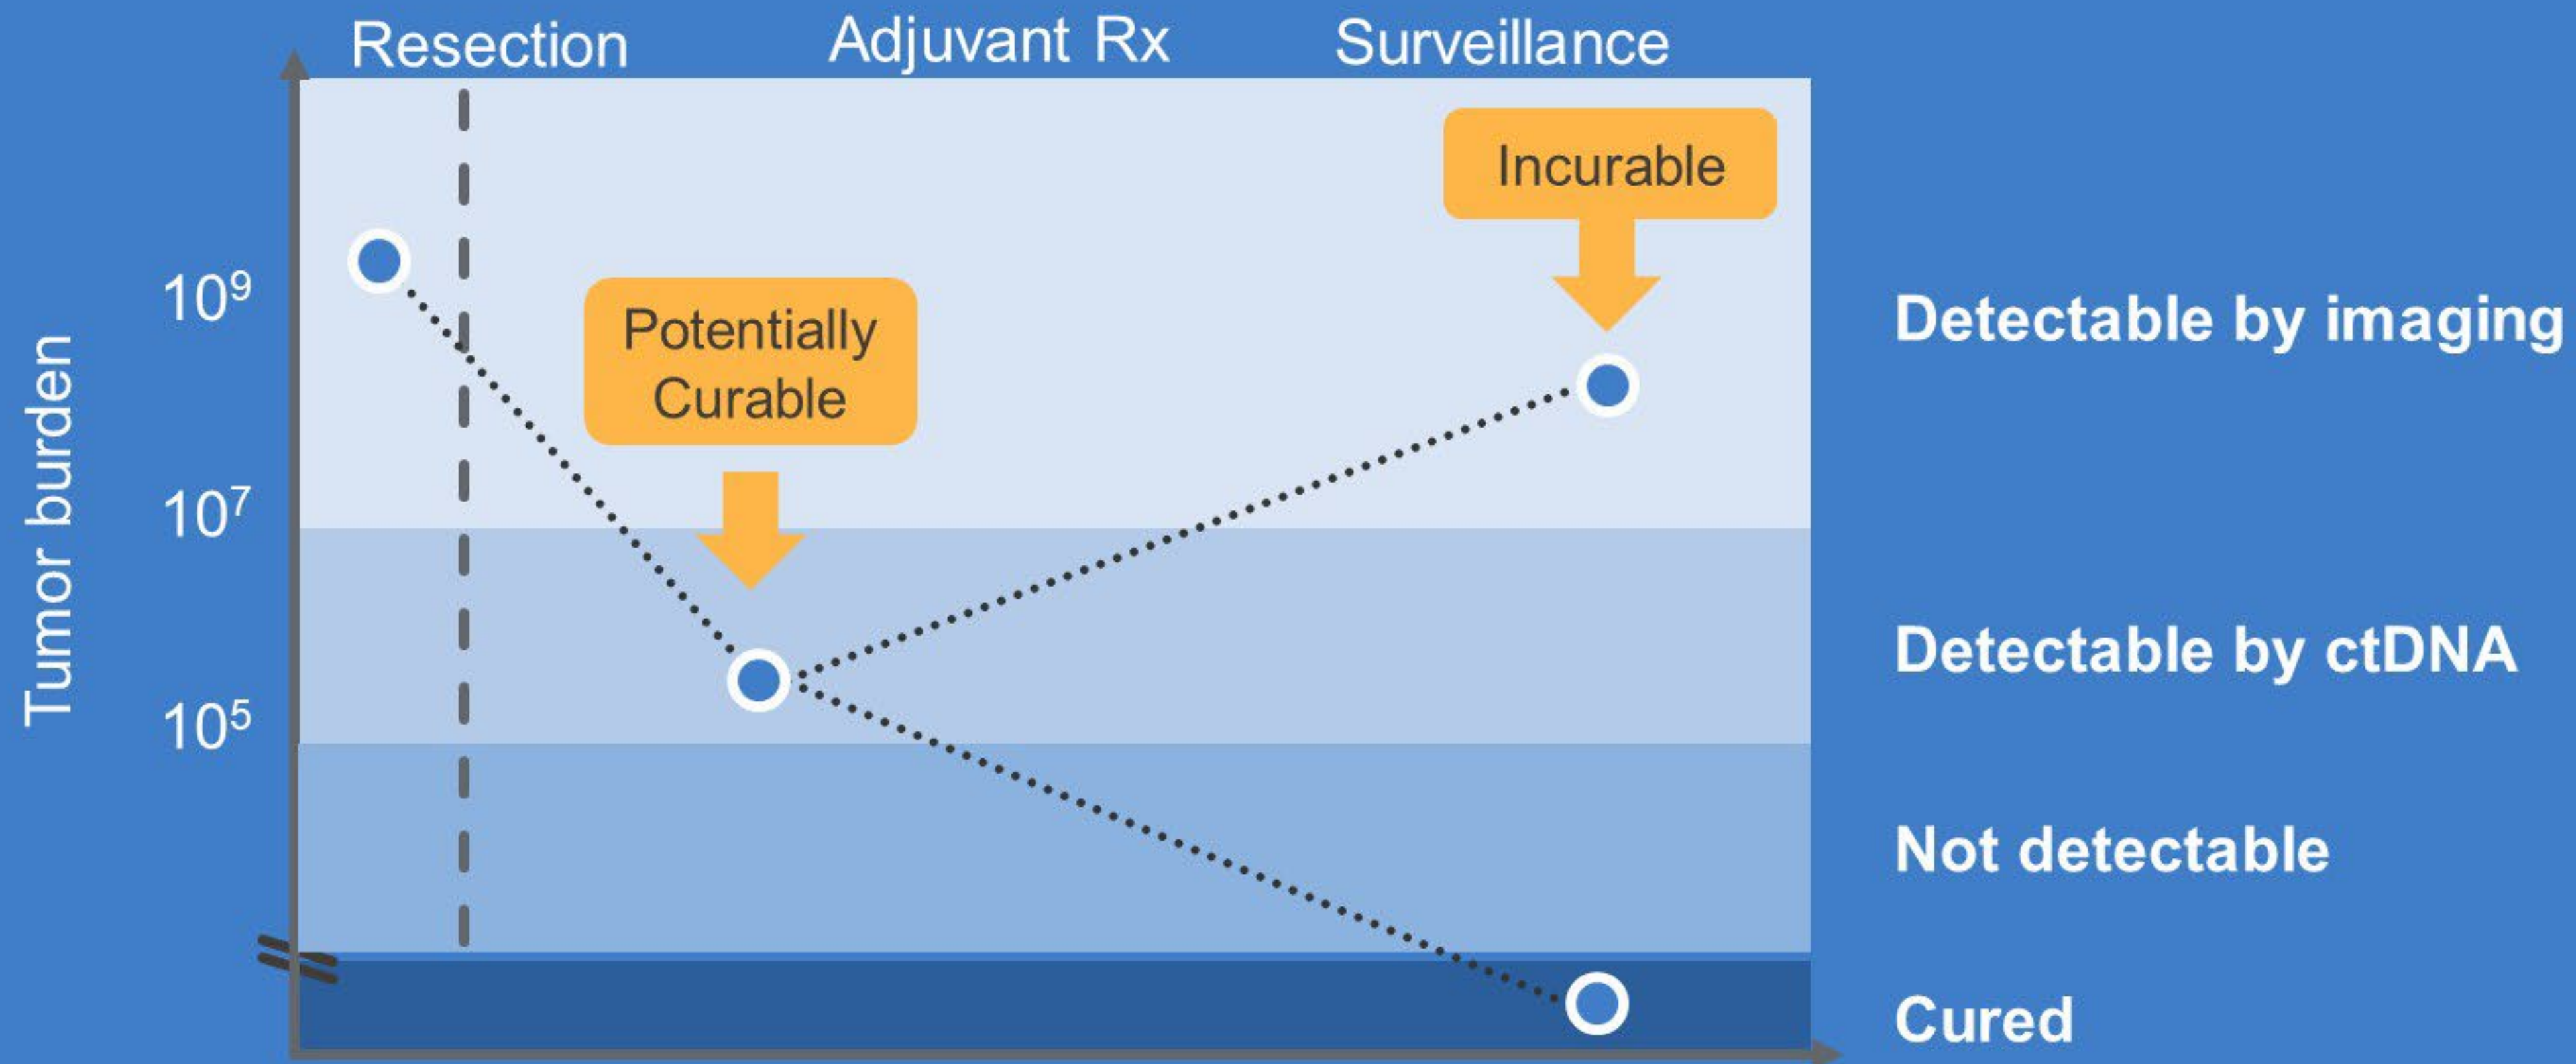 Resection
Adjuvant Rx
Surveillance
Incurable
Potentially
Curable
Tumor burden
10⁹
10⁷
10⁵
Detectable by imaging
Detectable by ctDNA
Not detectable
Cured